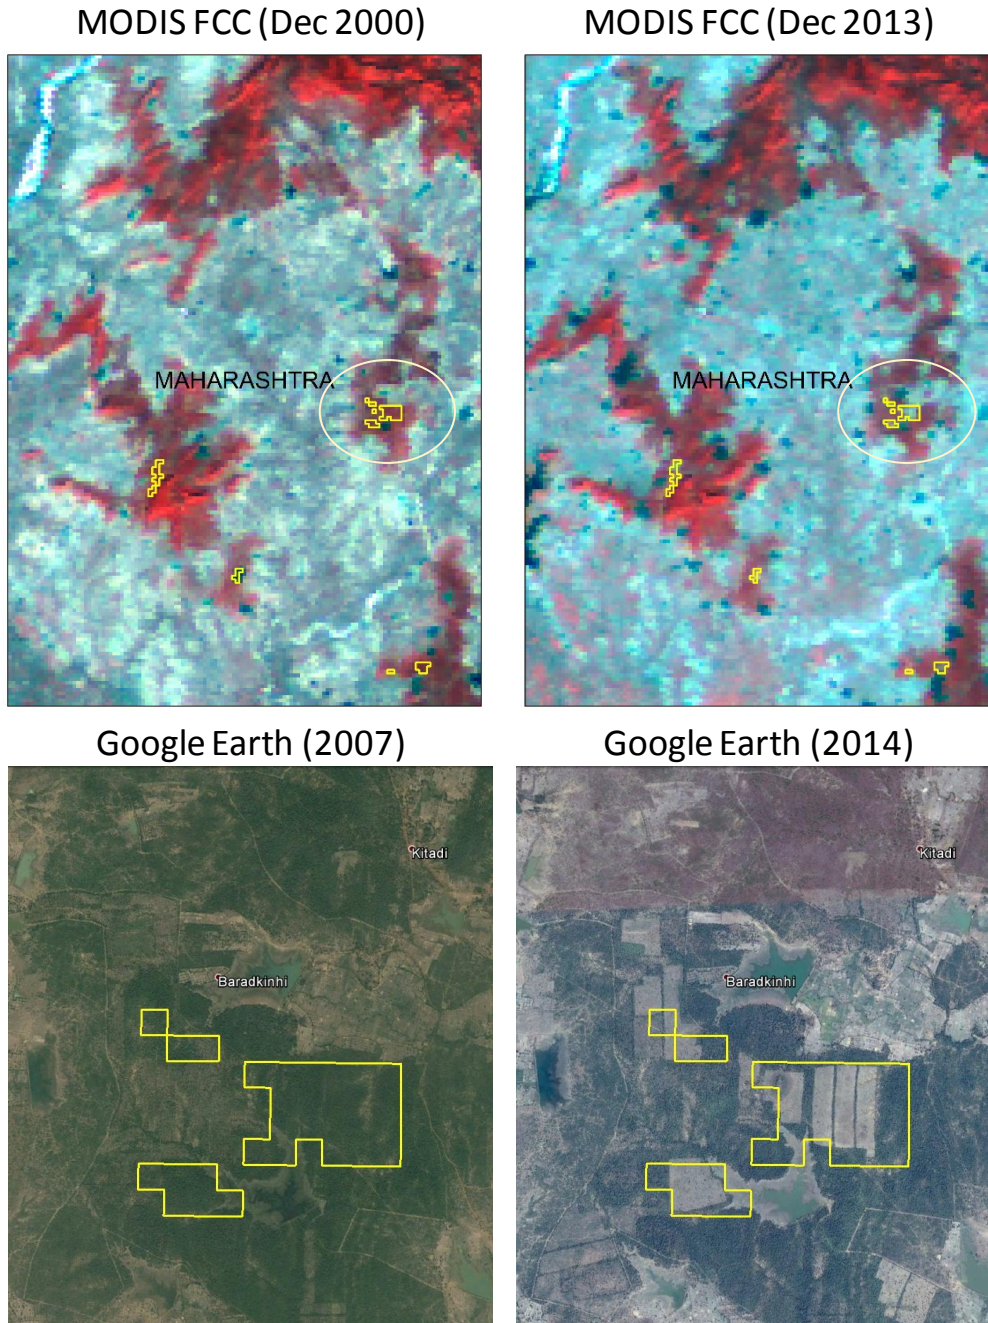 MODIS FCC (Dec 2000)
MODIS FCC (Dec 2013)
MAHARASHTRA
MAHARASHTRA
Google Earth (2007)
Google Earth (2014)
Kitadi
Kitadi
Baradkinhi
Baradkinhi